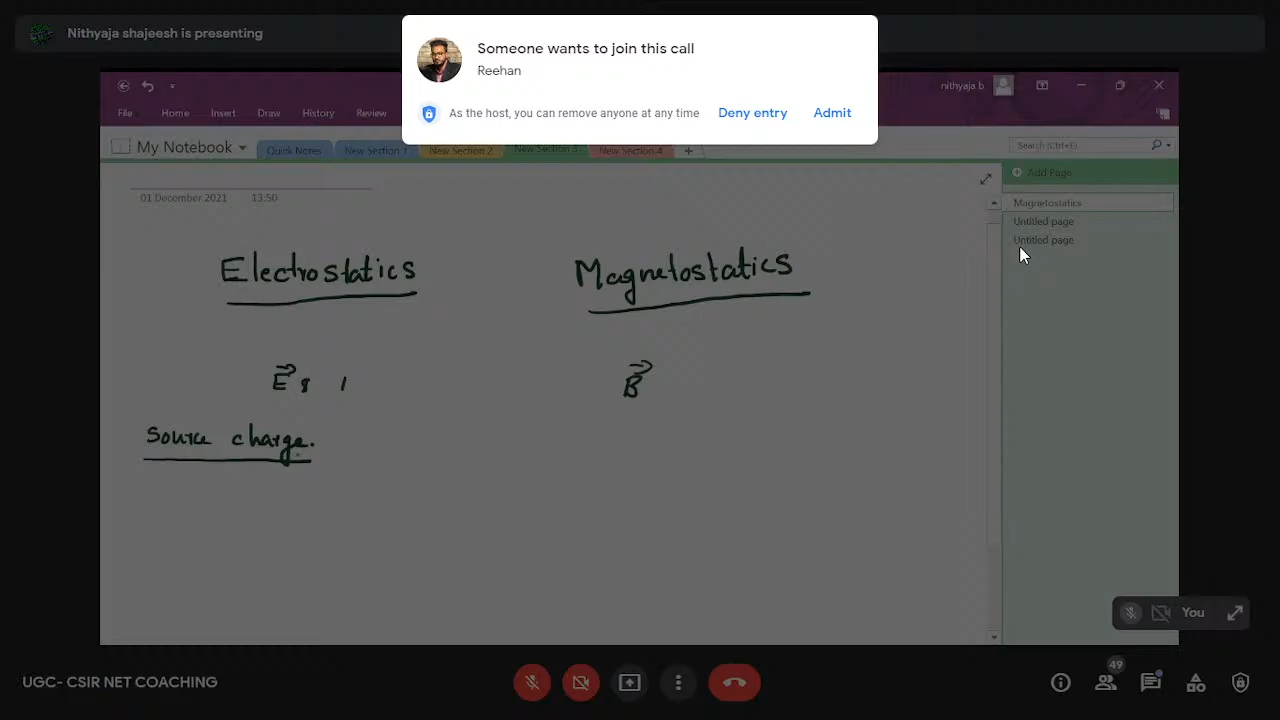 Nithyaja shajeesh is presenting
Someone wants to join this call
Reehan
As the host, you can remove anyone at any time
Deny entry
Admit
nithyaja b
File Home Insert Draw History Review
My Notebook
Quick Notes New Section 1 New Section 2 New Section 3 New Section 4 +
Search (Ctrl+E)
Add Page
01 December 2021 13:50
Magnetostatics
Untitled page
Untitled page
Electrostatics Magnetostatics
E B
Source charge.
You
UGC- CSIR NET COACHING
49